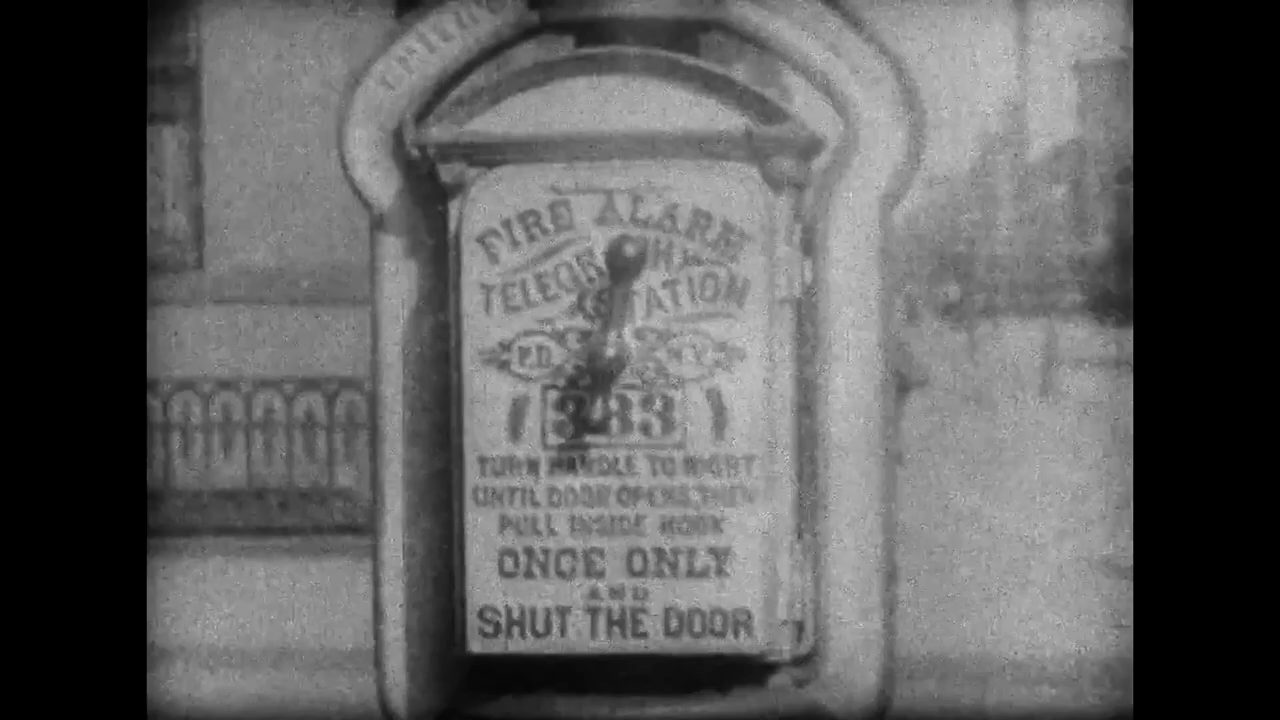 FIRE ALARM
TELEGRAPH
STATION
F.D. N.Y.
333
TURN HANDLE TO RIGHT
UNTIL DOOR OPENS, THEN
PULL INSIDE HOOK
ONCE ONLY
AND
SHUT THE DOOR